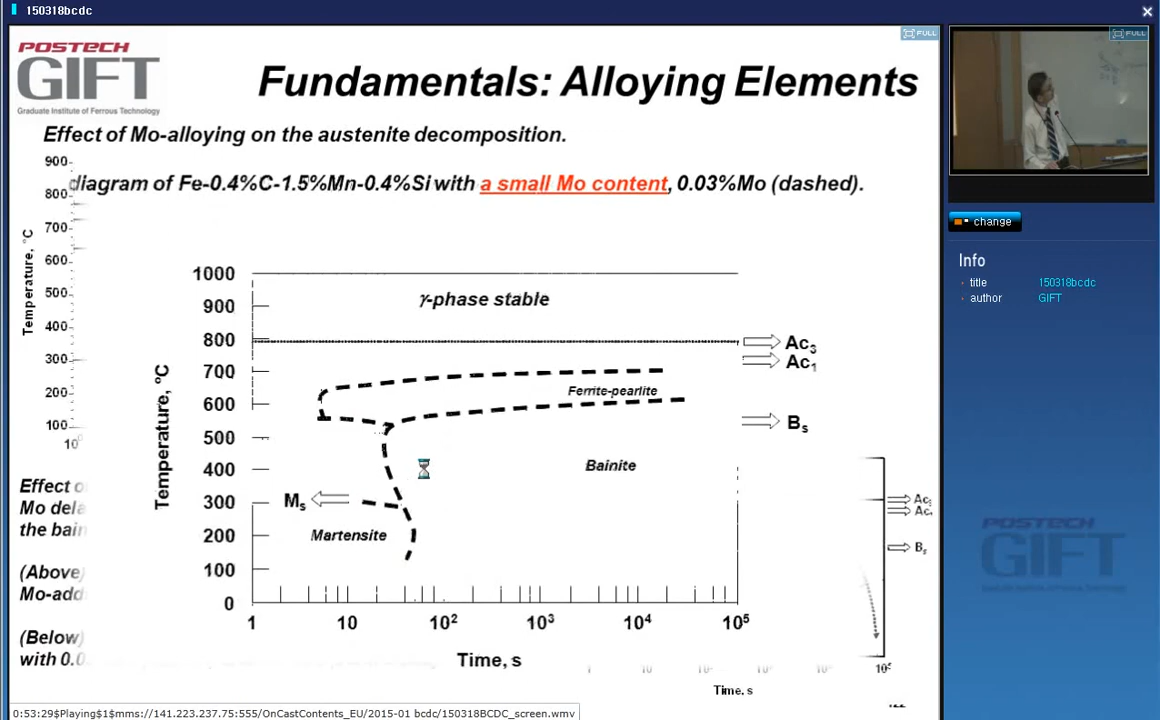 150318bcdc
FULL
FULL
POSTECH
GIFT
Graduate Institute of Ferrous Technology
Fundamentals: Alloying Elements
Effect of Mo-alloying on the austenite decomposition.
diagram of Fe-0.4%C-1.5%Mn-0.4%Si with a small Mo content, 0.03%Mo (dashed).
900
800
700
600
500
400
300
200
100
Temperature, °C
10⁰
1000
900
800
700
600
500
400
300
200
100
0
Temperature, ºC
γ-phase stable
Ferrite-pearlite
Bainite
Martensite
Ms
Ac3
Ac1
Bs
1 10 10² 10³ 10⁴ 10⁵
Time, s
Effect o
Mo dela
the bain
(Above)
Mo-add
(Below)
with 0.0
Bs
10⁵
Time, s
change
Info
title 150318bcdc
author GIFT
POSTECH
GIFT
0:53:29$Playing$1$mms://141.223.237.75:555/OnCastContents_EU/2015-01 bcdc/150318BCDC_screen.wmv